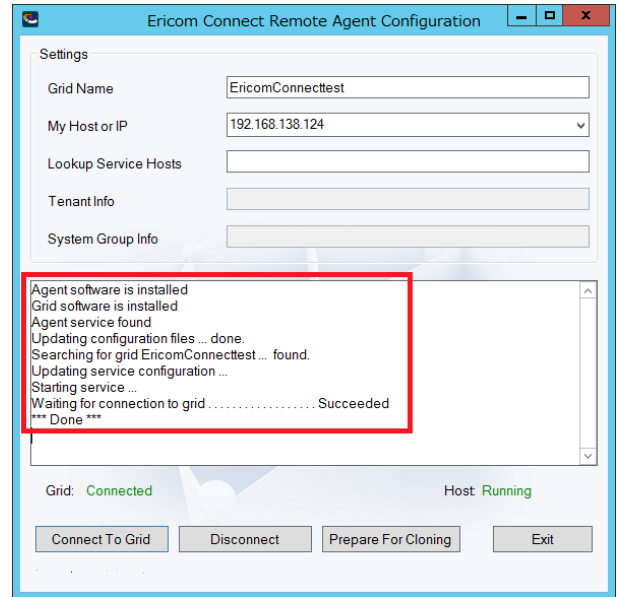 Ericom Connect Remote Agent Configuration
Settings
Grid Name
EricomConnecttest
My Host or IP
192.168.138.124
Lookup Service Hosts
Tenant Info
System Group Info
Agent software is installed
Grid software is installed
Agent service found
Updating configuration files ... done.
Searching for grid EricomConnecttest ... found.
Updating service configuration ...
Starting service ...
Waiting for connection to grid . . . . . . . . . . . . . . . . . . Succeeded
*** Done ***
Grid: Connected
Host: Running
Connect To Grid
Disconnect
Prepare For Cloning
Exit